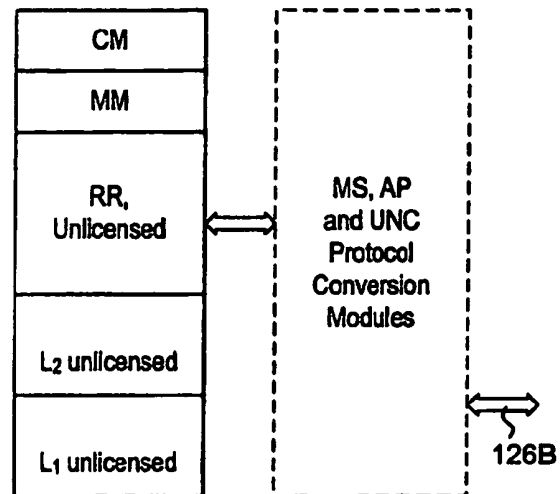 CM
MM
RR,
Unlicensed
L₂ unlicensed
L₁ unlicensed
MS, AP
and UNC
Protocol
Conversion
Modules
126B